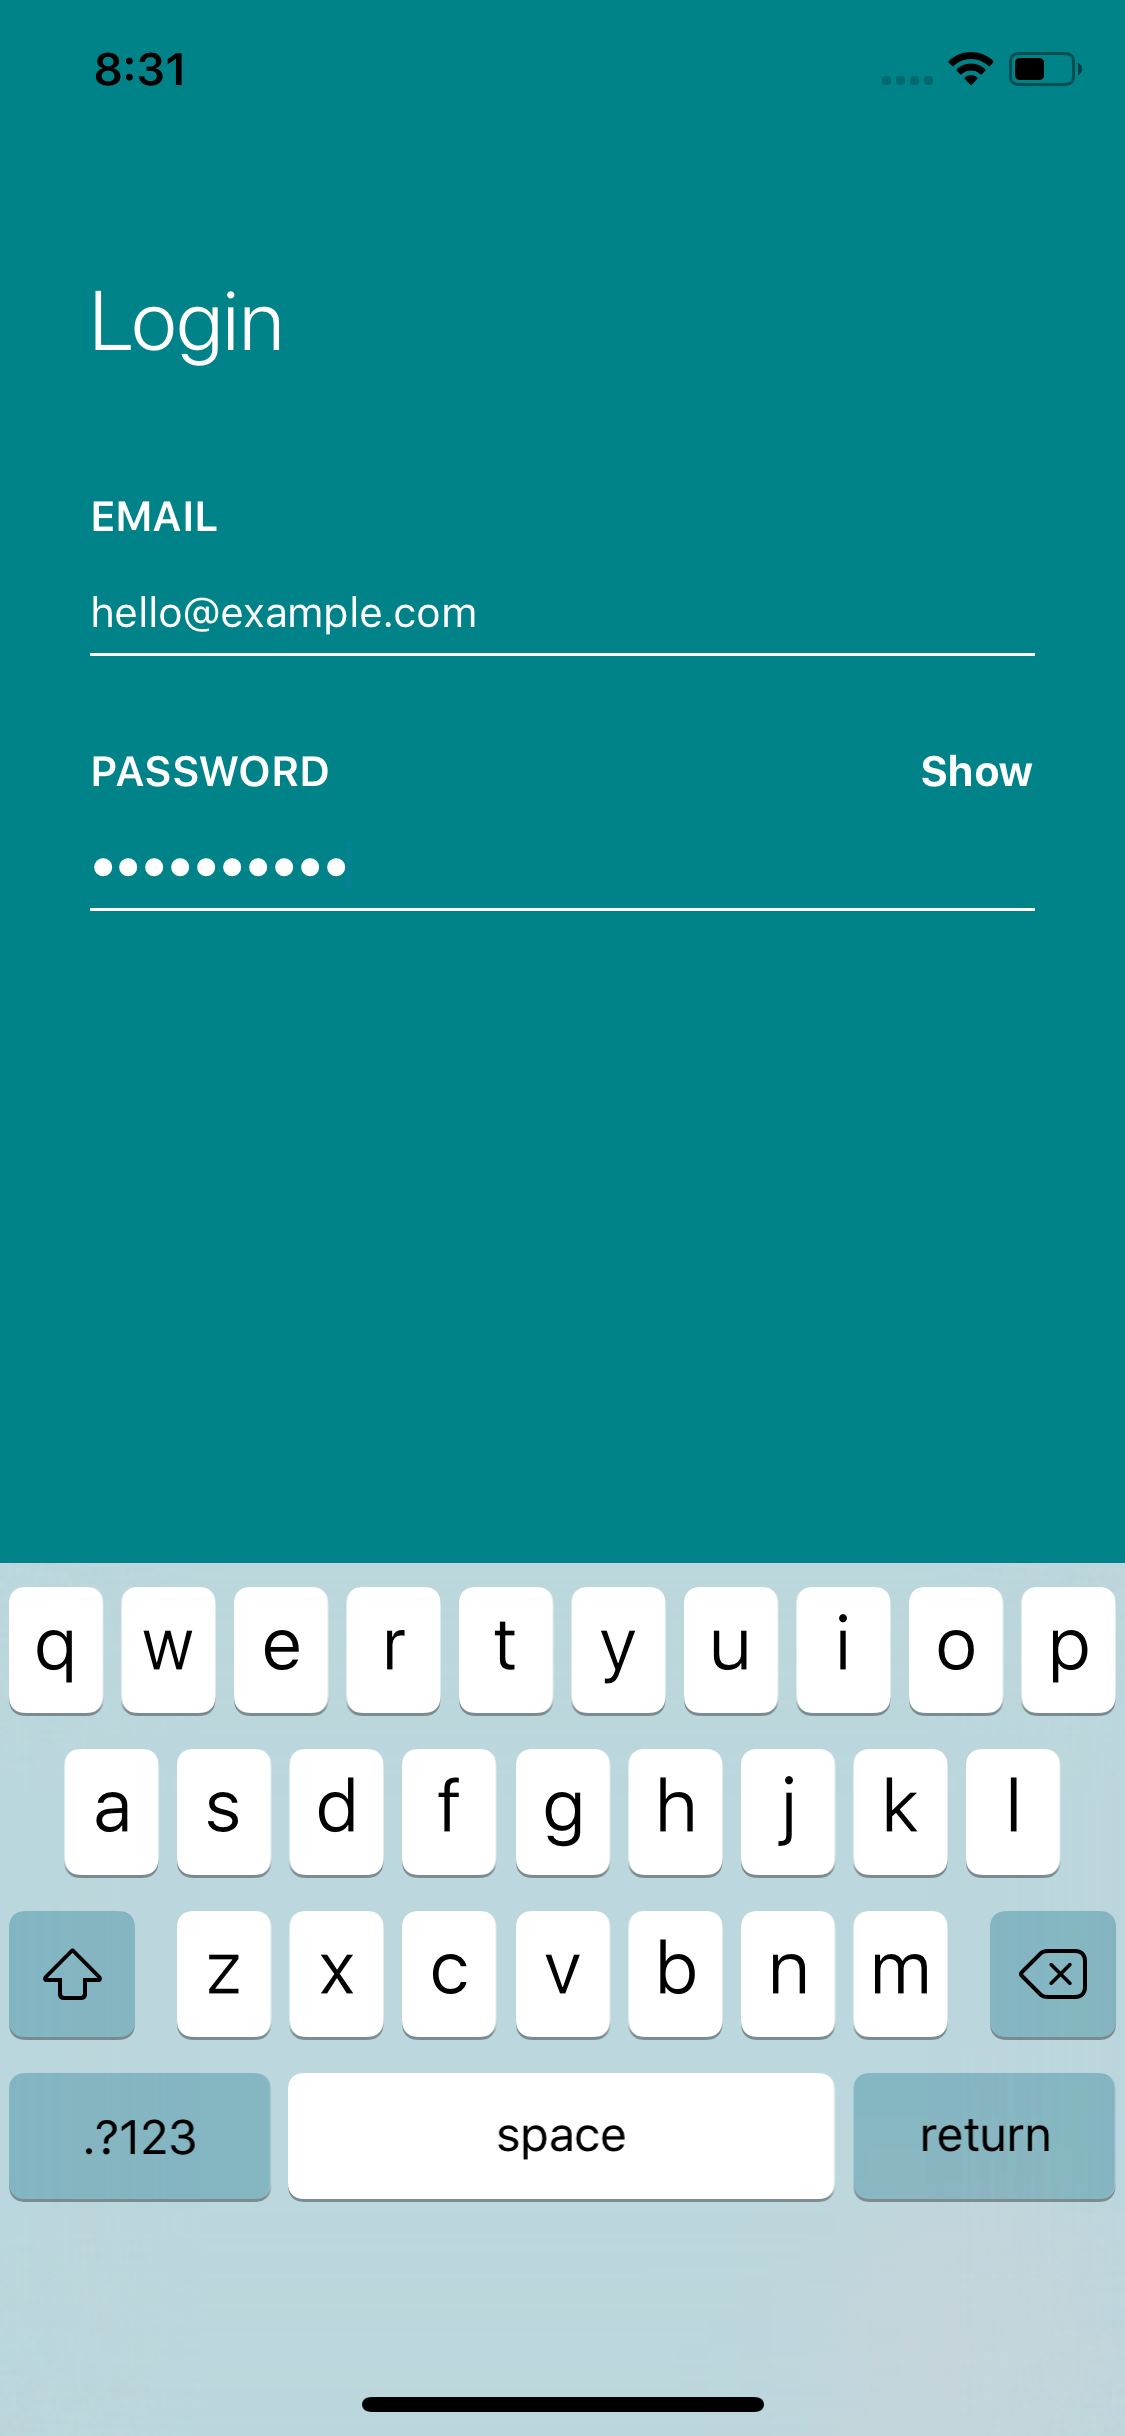 8:31
Login
EMAIL
hello@example.com
PASSWORD Show
••••••••••
q w e r t y u i o p
a s d f g h j k l
z x c v b n m
.?123 space return